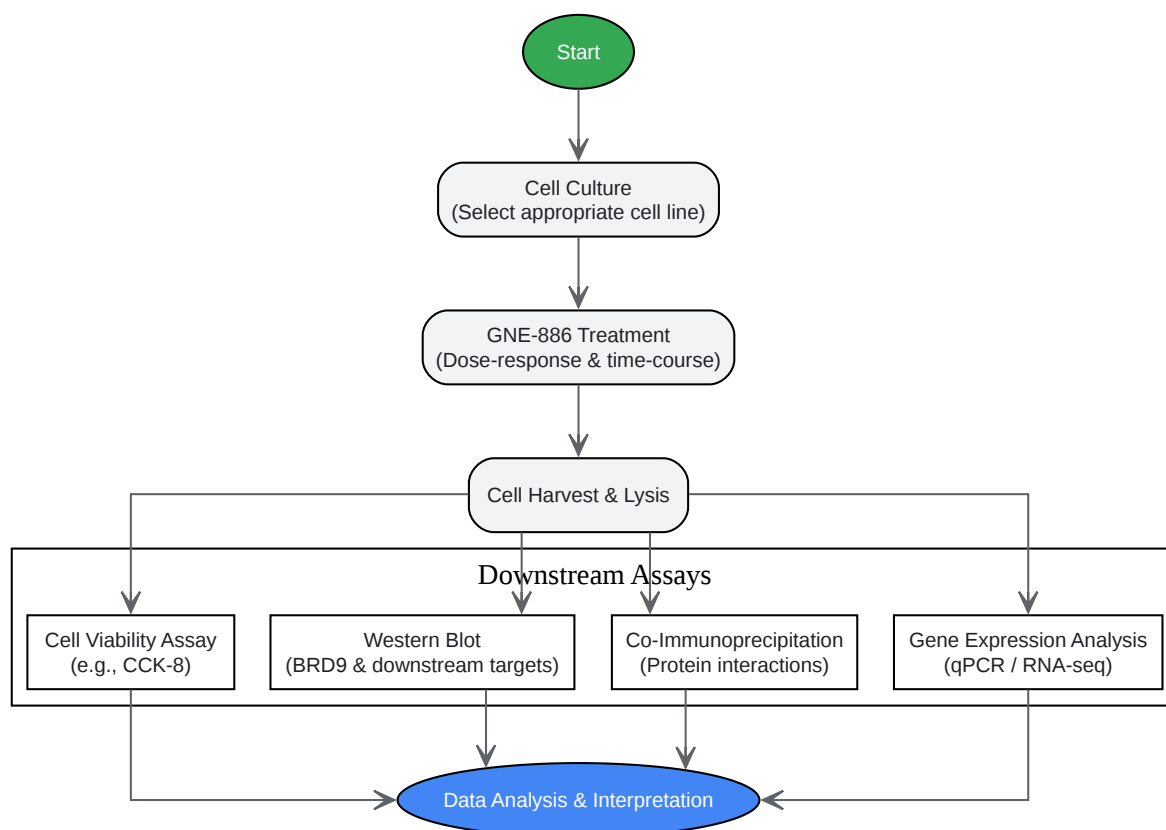 Start
Cell Culture
(Select appropriate cell line)
GNE-886 Treatment
(Dose-response & time-course)
Cell Harvest & Lysis
Downstream Assays
Cell Viability Assay
(e.g., CCK-8)
Western Blot
(BRD9 & downstream targets)
Co-Immunoprecipitation
(Protein interactions)
Gene Expression Analysis
(qPCR / RNA-seq)
Data Analysis & Interpretation